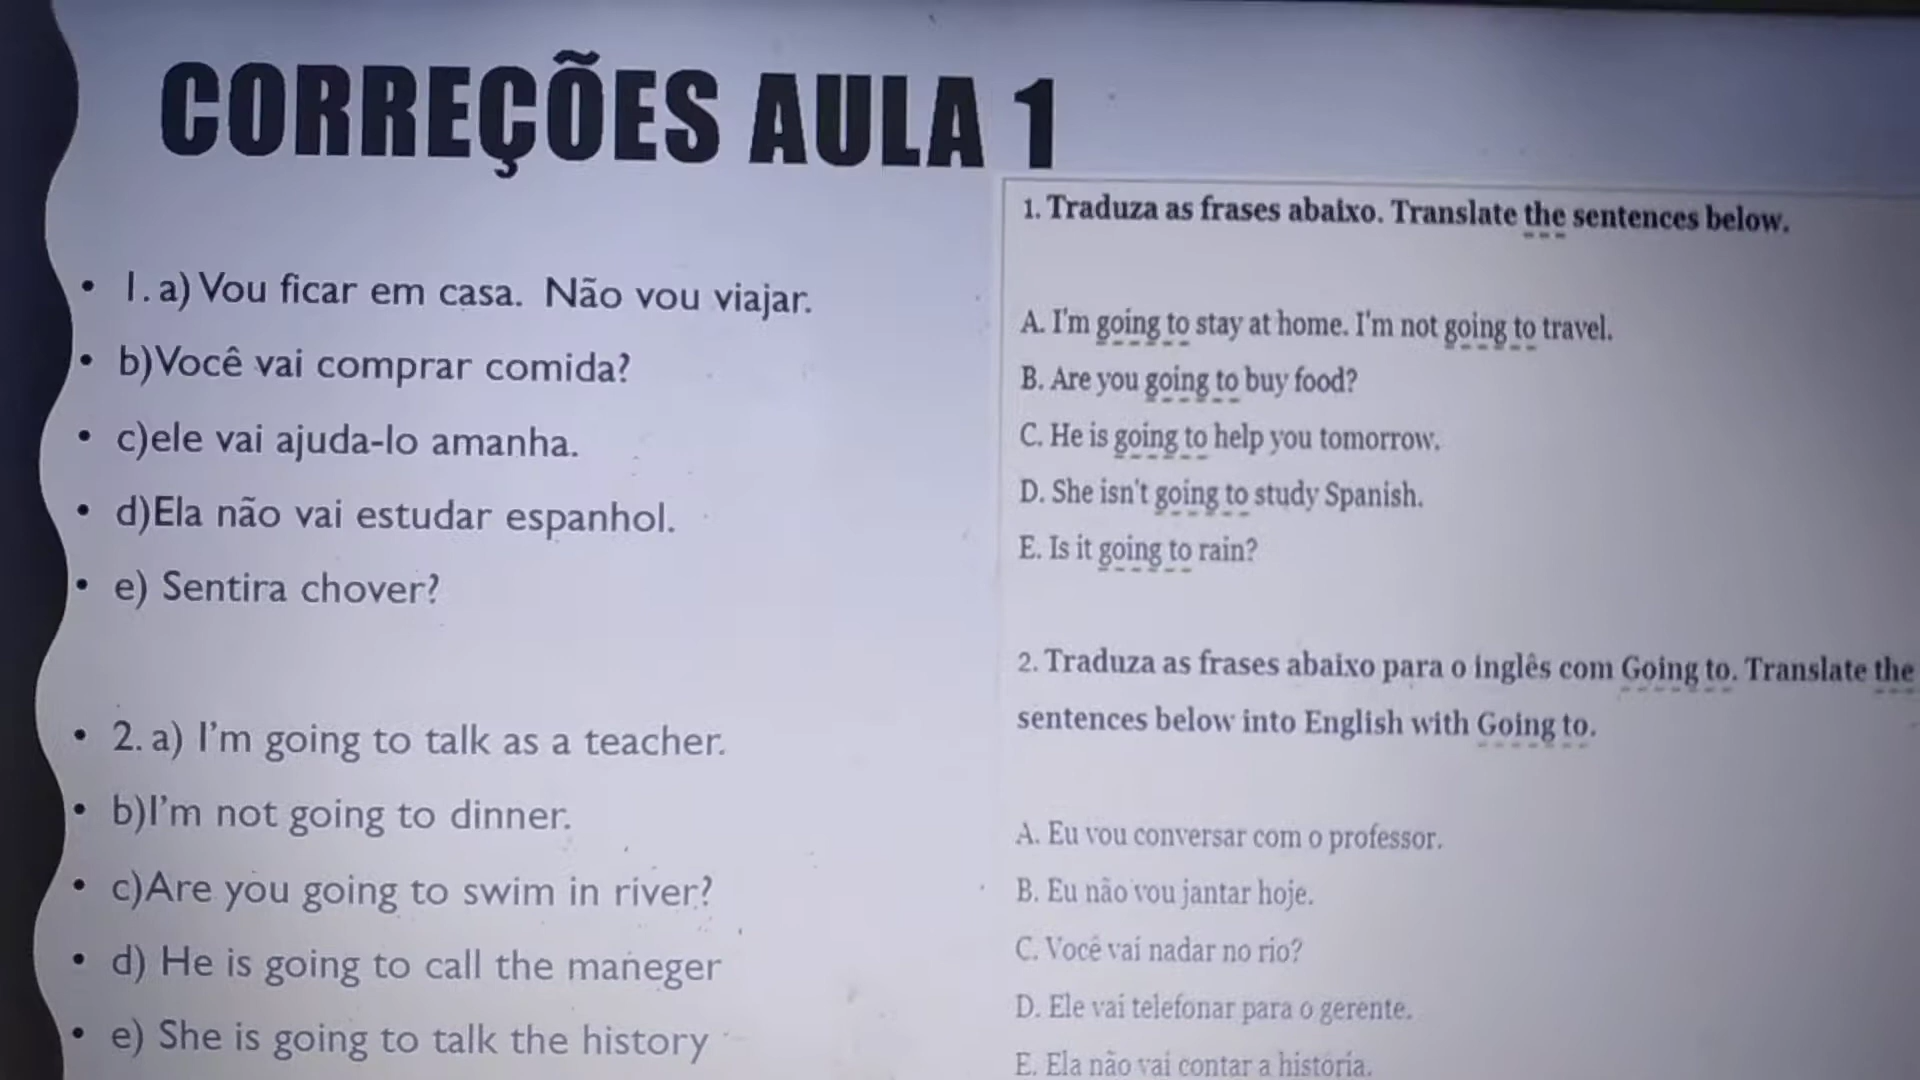 CORREÇÕES AULA 1
• 1. a) Vou ficar em casa. Não vou viajar.
• b)Você vai comprar comida?
• c)ele vai ajuda-lo amanha.
• d)Ela não vai estudar espanhol.
• e) Sentira chover?
• 2. a) I'm going to talk as a teacher.
• b)I'm not going to dinner.
• c)Are you going to swim in river?
• d) He is going to call the maneger
• e) She is going to talk the history
1. Traduza as frases abaixo. Translate the sentences below.
A. I'm going to stay at home. I'm not going to travel.
B. Are you going to buy food?
C. He is going to help you tomorrow.
D. She isn't going to study Spanish.
E. Is it going to rain?
2. Traduza as frases abaixo para o inglês com Going to. Translate the
sentences below into English with Going to.
A. Eu vou conversar com o professor.
B. Eu não vou jantar hoje.
C. Você vai nadar no rio?
D. Ele vai telefonar para o gerente.
E. Ela não vai contar a história.